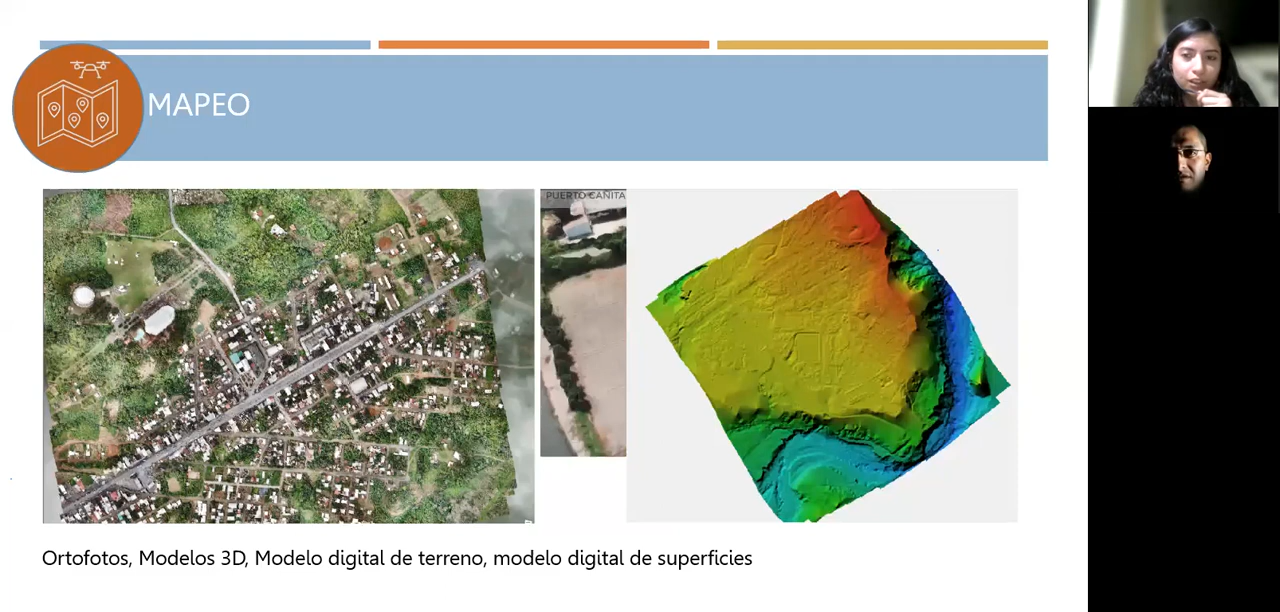 MAPEO
PUERTO CAÑITA
Ortofotos, Modelos 3D, Modelo digital de terreno, modelo digital de superficies